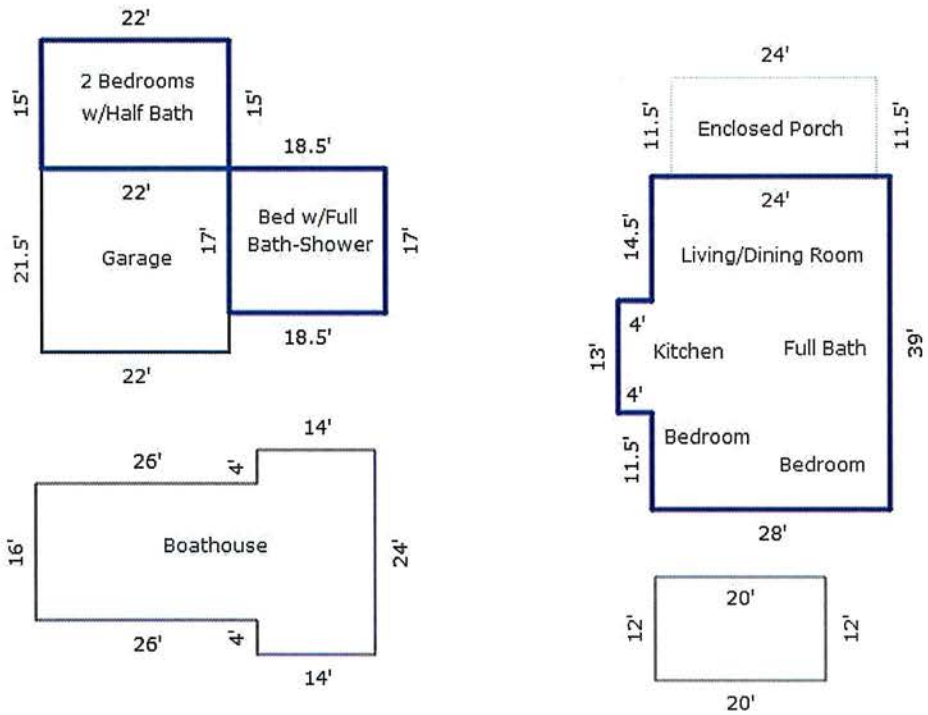 22'
15'
2 Bedrooms
w/Half Bath
15'
18.5'
22'
21.5'
Garage
17'
Bed w/Full
Bath-Shower
17'
18.5'
22'
24'
11.5'
Enclosed Porch
11.5'
24'
14.5'
Living/Dining Room
4'
13'
Kitchen
Full Bath
39'
4'
11.5'
Bedroom
Bedroom
28'
14'
26'
4'
16'
Boathouse
24'
26'
4'
14'
20'
12'
12'
20'